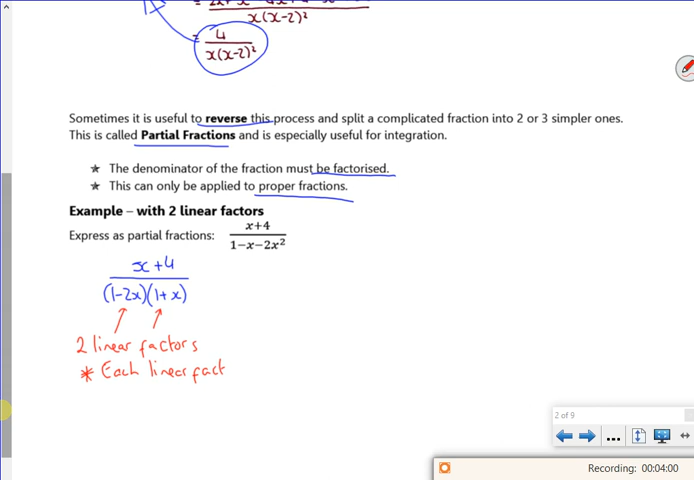 x(x-2)²
= 4
x(x-2)²
Sometimes it is useful to reverse this process and split a complicated fraction into 2 or 3 simpler ones.
This is called Partial Fractions and is especially useful for integration.
★ The denominator of the fraction must be factorised.
★ This can only be applied to proper fractions.
Example – with 2 linear factors
Express as partial fractions: x+4
1−x−2x²
x+4
(1-2x)(1+x)
2 linear factors
* Each linear fact
2 of 9
...
Recording: 00:04:00